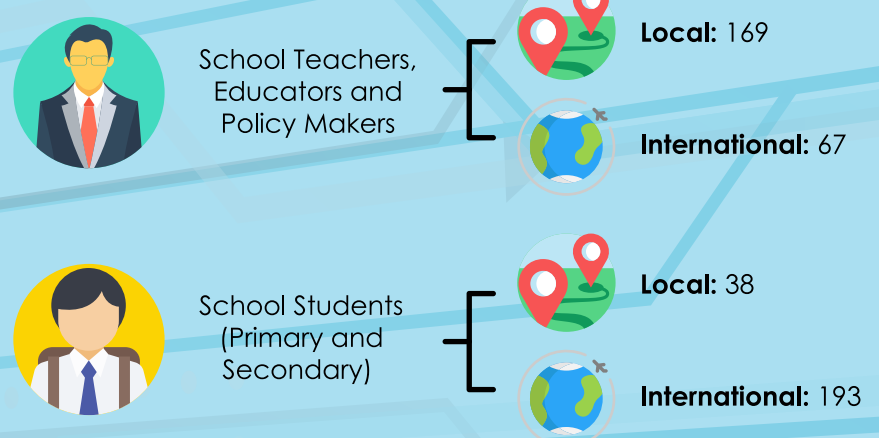 School Teachers,
Educators and
Policy Makers
Local: 169
International: 67
School Students
(Primary and
Secondary)
Local: 38
International: 193